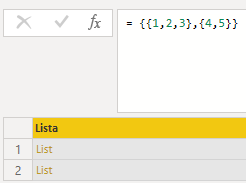 fx
= {{1,2,3},{4,5}}
Lista
1 List
2 List